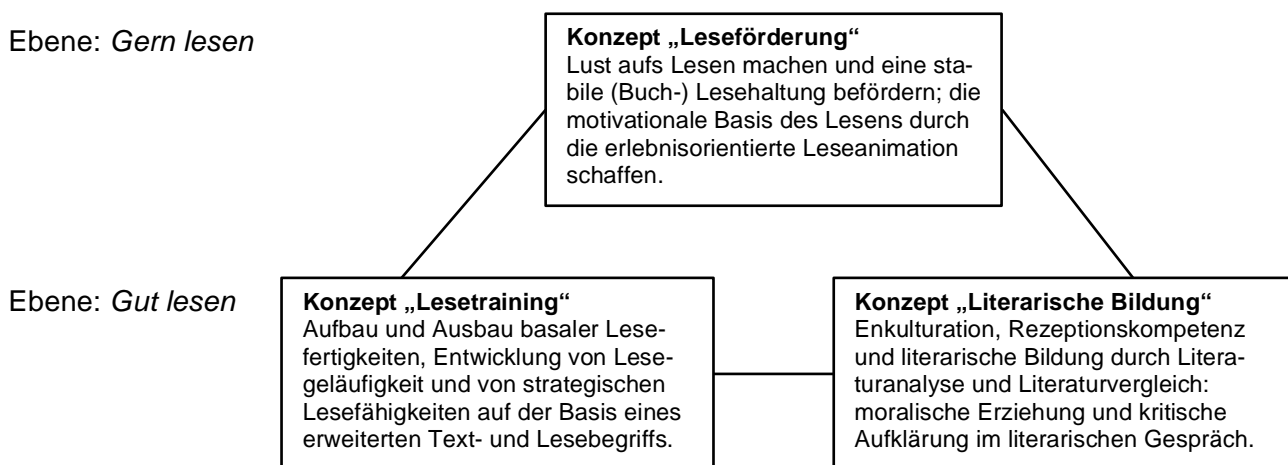 Ebene: Gern lesen
Konzept „Leseförderung“
Lust aufs Lesen machen und eine sta-
bile (Buch-) Lesehaltung befördern; die
motivationale Basis des Lesens durch
die erlebnisorientierte Leseanimation
schaffen.
Ebene: Gut lesen
Konzept „Lesetraining“
Aufbau und Ausbau basaler Lese-
fertigkeiten, Entwicklung von Lese-
geläufigkeit und von strategischen
Lesefähigkeiten auf der Basis eines
erweiterten Text- und Lesebegriffs.
Konzept „Literarische Bildung“
Enkulturation, Rezeptionskompetenz
und literarische Bildung durch Litera-
turanalyse und Literaturvergleich:
moralische Erziehung und kritische
Aufklärung im literarischen Gespräch.